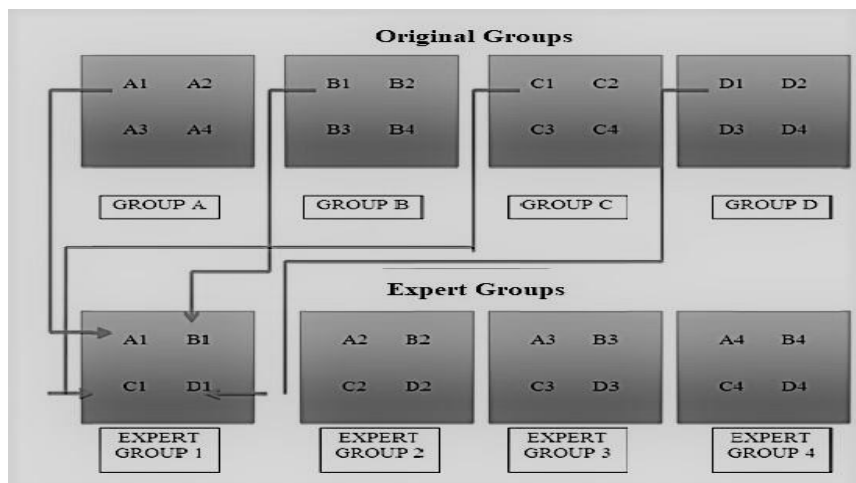 Original Groups
A1 A2 B1 B2 C1 C2 D1 D2
A3 A4 B3 B4 C3 C4 D3 D4
GROUP A GROUP B GROUP C GROUP D
Expert Groups
A1 B1 A2 B2 A3 B3 A4 B4
C1 D1 C2 D2 C3 D3 C4 D4
EXPERT EXPERT EXPERT EXPERT
GROUP 1 GROUP 2 GROUP 3 GROUP 4